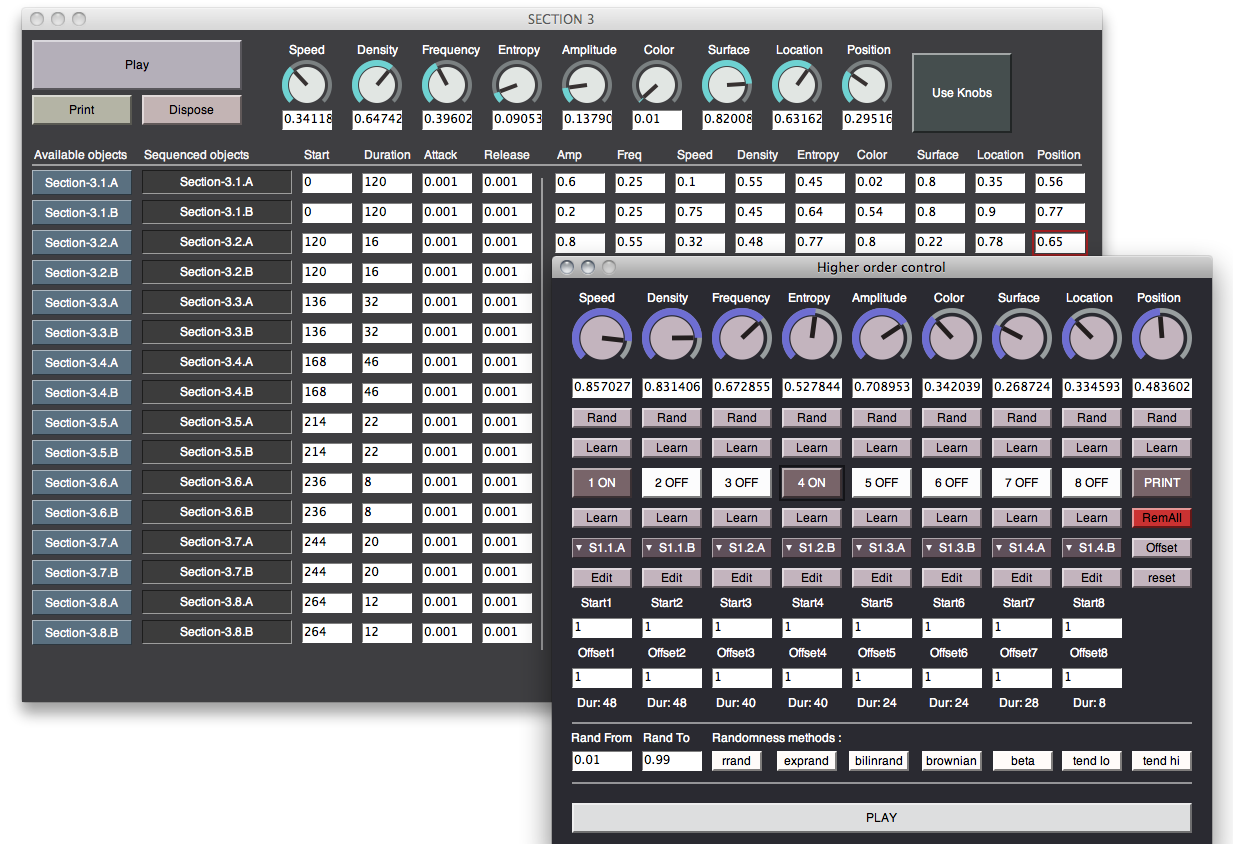 SECTION 3
Play
Print Dispose
Speed Density Frequency Entropy Amplitude Color Surface Location Position
0.34118 0.64742 0.39602 0.09053 0.13790 0.01 0.82008 0.63162 0.29516
Use Knobs
Available objects Sequenced objects Start Duration Attack Release Amp Freq Speed Density Entropy Color Surface Location Position
Section-3.1.A Section-3.1.A 0 120 0.001 0.001 0.6 0.25 0.1 0.55 0.45 0.02 0.8 0.35 0.56
Section-3.1.B Section-3.1.B 0 120 0.001 0.001 0.2 0.25 0.75 0.45 0.64 0.54 0.8 0.9 0.77
Section-3.2.A Section-3.2.A 120 16 0.001 0.001 0.8 0.55 0.32 0.48 0.77 0.8 0.22 0.78 0.65
Section-3.2.B Section-3.2.B 120 16 0.001 0.001
Section-3.3.A Section-3.3.A 136 32 0.001 0.001
Section-3.3.B Section-3.3.B 136 32 0.001 0.001
Section-3.4.A Section-3.4.A 168 46 0.001 0.001
Section-3.4.B Section-3.4.B 168 46 0.001 0.001
Section-3.5.A Section-3.5.A 214 22 0.001 0.001
Section-3.5.B Section-3.5.B 214 22 0.001 0.001
Section-3.6.A Section-3.6.A 236 8 0.001 0.001
Section-3.6.B Section-3.6.B 236 8 0.001 0.001
Section-3.7.A Section-3.7.A 244 20 0.001 0.001
Section-3.7.B Section-3.7.B 244 20 0.001 0.001
Section-3.8.A Section-3.8.A 264 12 0.001 0.001
Section-3.8.B Section-3.8.B 264 12 0.001 0.001
Higher order control
Speed Density Frequency Entropy Amplitude Color Surface Location Position
0.857027 0.831406 0.672855 0.527844 0.708953 0.342039 0.268724 0.334593 0.483602
Rand Rand Rand Rand Rand Rand Rand Rand Rand
Learn Learn Learn Learn Learn Learn Learn Learn Learn
1 ON 2 OFF 3 OFF 4 ON 5 OFF 6 OFF 7 OFF 8 OFF PRINT
Learn Learn Learn Learn Learn Learn Learn Learn RemAll
▼ S1.1.A ▼ S1.1.B ▼ S1.2.A ▼ S1.2.B ▼ S1.3.A ▼ S1.3.B ▼ S1.4.A ▼ S1.4.B Offset
Edit Edit Edit Edit Edit Edit Edit Edit reset
Start1 Start2 Start3 Start4 Start5 Start6 Start7 Start8
1 1 1 1 1 1 1 1
Offset1 Offset2 Offset3 Offset4 Offset5 Offset6 Offset7 Offset8
1 1 1 1 1 1 1 1
Dur: 48 Dur: 48 Dur: 40 Dur: 40 Dur: 24 Dur: 24 Dur: 28 Dur: 8
Rand From Rand To Randomness methods :
0.01 0.99 rrand exprand bilinrand brownian beta tend lo tend hi
PLAY